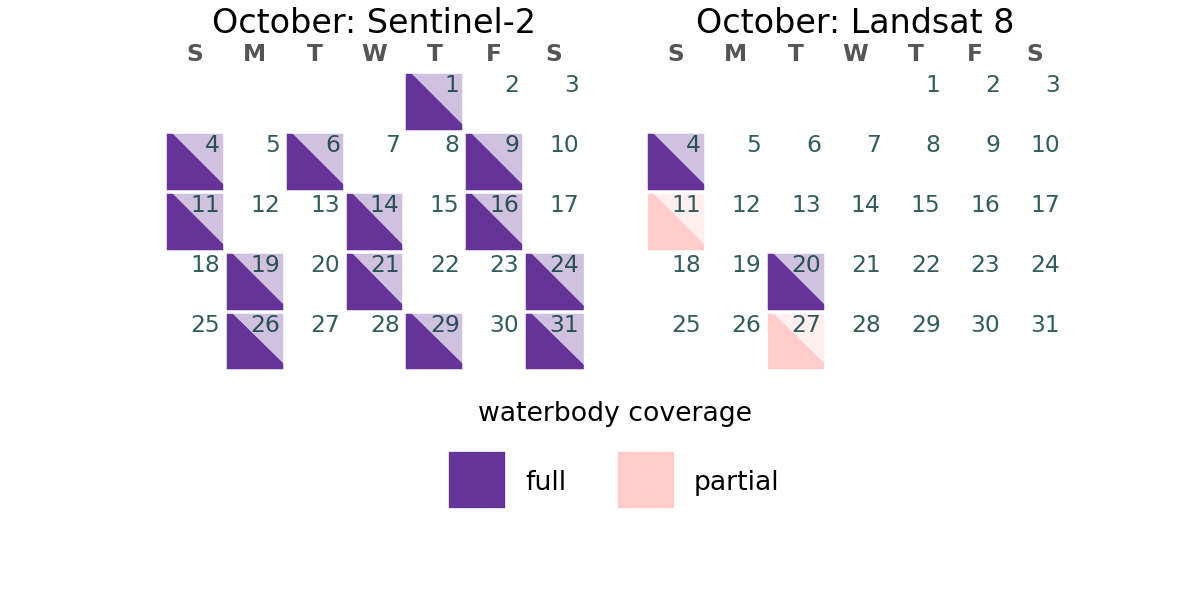 October: Sentinel-2
S M T W T F S
1 2 3
4 5 6 7 8 9 10
11 12 13 14 15 16 17
18 19 20 21 22 23 24
25 26 27 28 29 30 31
October: Landsat 8
S M T W T F S
1 2 3
4 5 6 7 8 9 10
11 12 13 14 15 16 17
18 19 20 21 22 23 24
25 26 27 28 29 30 31
waterbody coverage
full partial